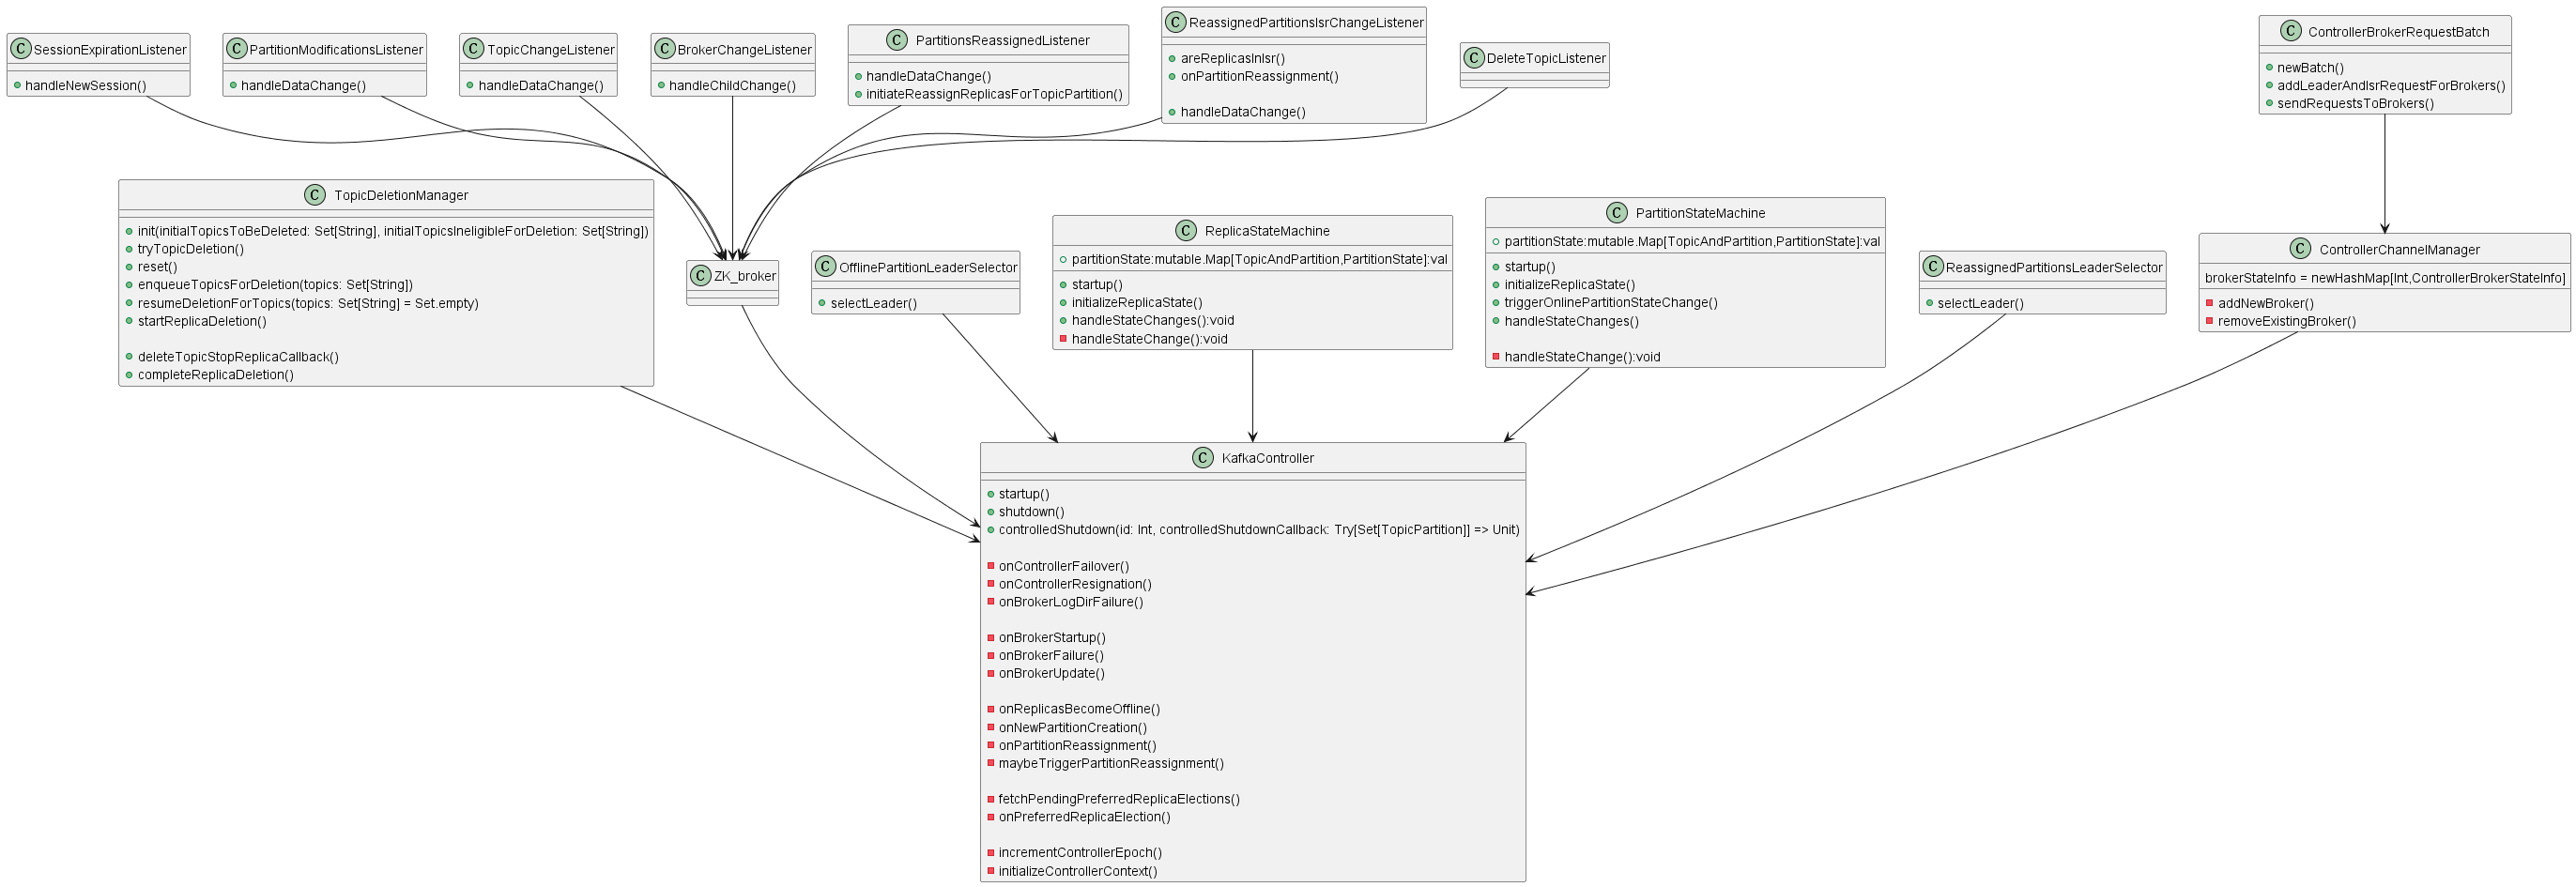 C SessionExpirationListener
handleNewSession()
C PartitionModificationsListener
handleDataChange()
C TopicChangeListener
handleDataChange()
C BrokerChangeListener
handleChildChange()
C PartitionsReassignedListener
handleDataChange()
initiateReassignReplicasForTopicPartition()
C ReassignedPartitionsIsrChangeListener
areReplicasInIsr()
onPartitionReassignment()
handleDataChange()
C DeleteTopicListener
C ControllerBrokerRequestBatch
newBatch()
addLeaderAndIsrRequestForBrokers()
sendRequestsToBrokers()
C TopicDeletionManager
init(initialTopicsToBeDeleted: Set[String], initialTopicsIneligibleForDeletion: Set[String])
tryTopicDeletion()
reset()
enqueueTopicsForDeletion(topics: Set[String])
resumeDeletionForTopics(topics: Set[String] = Set.empty)
startReplicaDeletion()
deleteTopicStopReplicaCallback()
completeReplicaDeletion()
C ZK_broker
C OfflinePartitionLeaderSelector
selectLeader()
C ReplicaStateMachine
partitionState:mutable.Map[TopicAndPartition,PartitionState]:val
startup()
initializeReplicaState()
handleStateChanges():void
handleStateChange():void
C PartitionStateMachine
partitionState:mutable.Map[TopicAndPartition,PartitionState]:val
startup()
initializeReplicaState()
triggerOnlinePartitionStateChange()
handleStateChanges()
handleStateChange():void
C ReassignedPartitionsLeaderSelector
selectLeader()
C ControllerChannelManager
brokerStateInfo = newHashMap[Int,ControllerBrokerStateInfo]
addNewBroker()
removeExistingBroker()
C KafkaController
startup()
shutdown()
controlledShutdown(id: Int, controlledShutdownCallback: Try[Set[TopicPartition]] => Unit)
onControllerFailover()
onControllerResignation()
onBrokerLogDirFailure()
onBrokerStartup()
onBrokerFailure()
onBrokerUpdate()
onReplicasBecomeOffline()
onNewPartitionCreation()
onPartitionReassignment()
maybeTriggerPartitionReassignment()
fetchPendingPreferredReplicaElections()
onPreferredReplicaElection()
incrementControllerEpoch()
initializeControllerContext()